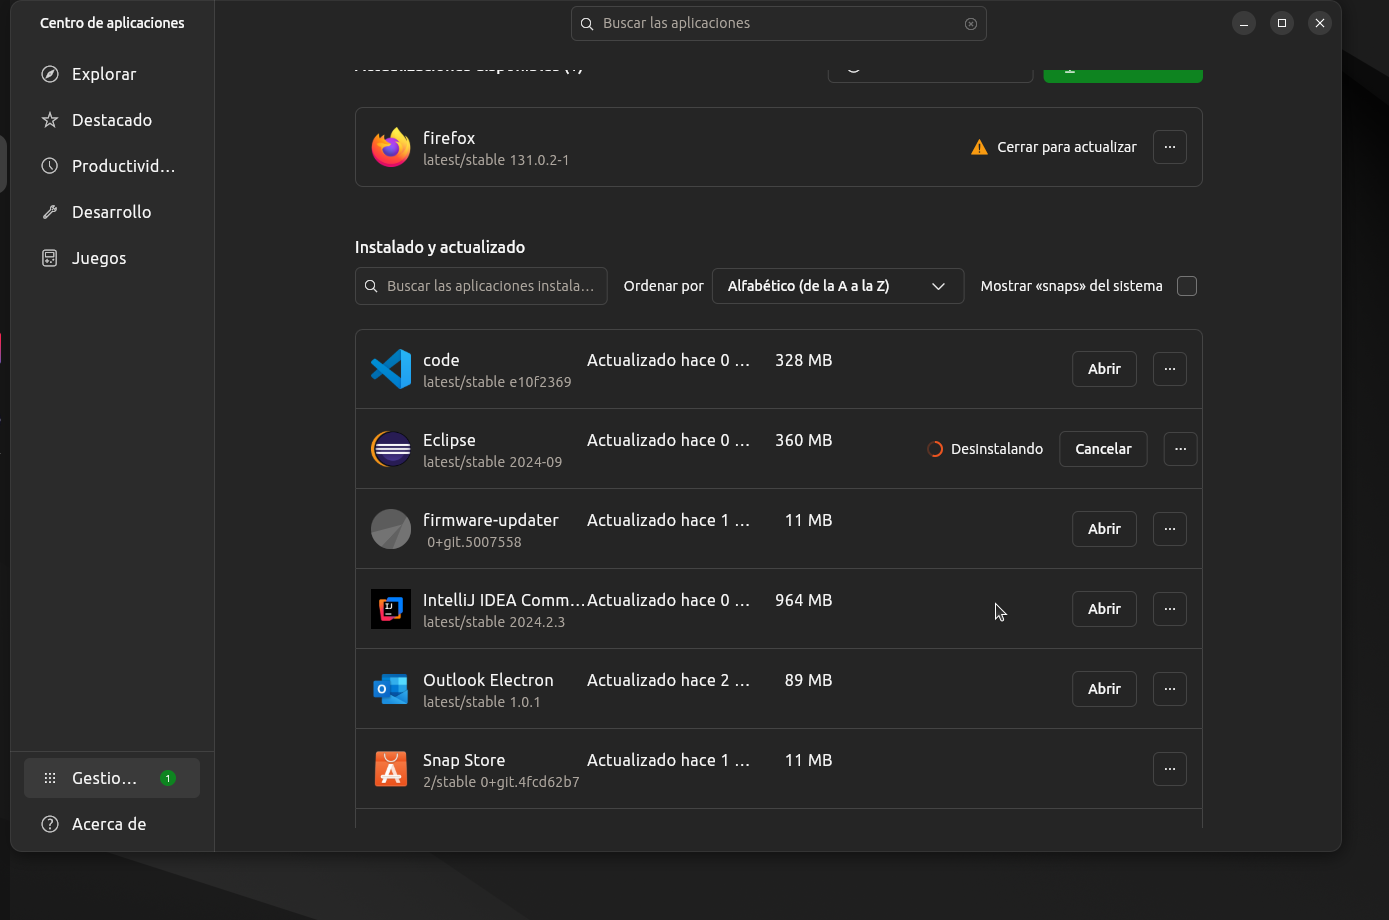 Centro de aplicaciones
Buscar las aplicaciones
Explorar
Destacado
Productivid...
Desarrollo
Juegos
Gestio... 1
Acerca de
firefox
latest/stable 131.0.2-1
Cerrar para actualizar
Instalado y actualizado
Buscar las aplicaciones instala...
Ordenar por
Alfabético (de la A a la Z)
Mostrar «snaps» del sistema
code Actualizado hace 0 ... 328 MB Abrir
latest/stable e10f2369
Eclipse Actualizado hace 0 ... 360 MB Desinstalando Cancelar
latest/stable 2024-09
firmware-updater Actualizado hace 1 ... 11 MB Abrir
0+git.5007558
IntelliJ IDEA Comm... Actualizado hace 0 ... 964 MB Abrir
latest/stable 2024.2.3
Outlook Electron Actualizado hace 2 ... 89 MB Abrir
latest/stable 1.0.1
Snap Store Actualizado hace 1 ... 11 MB
2/stable 0+git.4fcd62b7